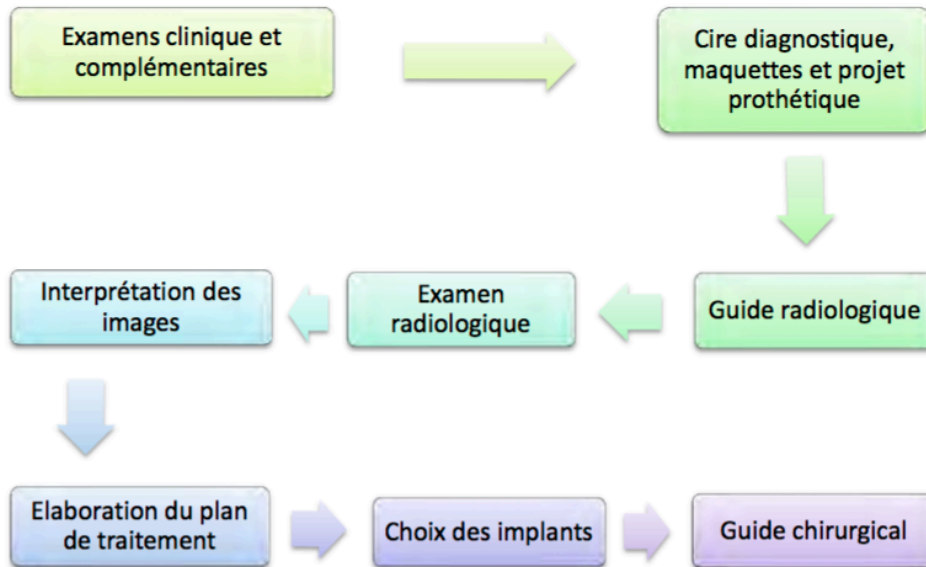 Examens clinique et
complémentaires
Cire diagnostique,
maquettes et projet
prothétique
Guide radiologique
Examen
radiologique
Interprétation des
images
Elaboration du plan
de traitement
Choix des implants
Guide chirurgical